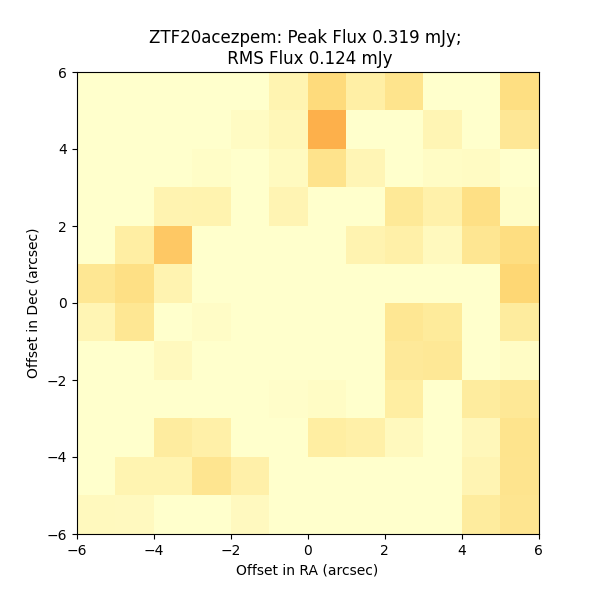 ZTF20acezpem: Peak Flux 0.319 mJy;
RMS Flux 0.124 mJy
6
4
2
0
−2
−4
−6
Offset in Dec (arcsec)
−6 −4 −2 0 2 4 6
Offset in RA (arcsec)